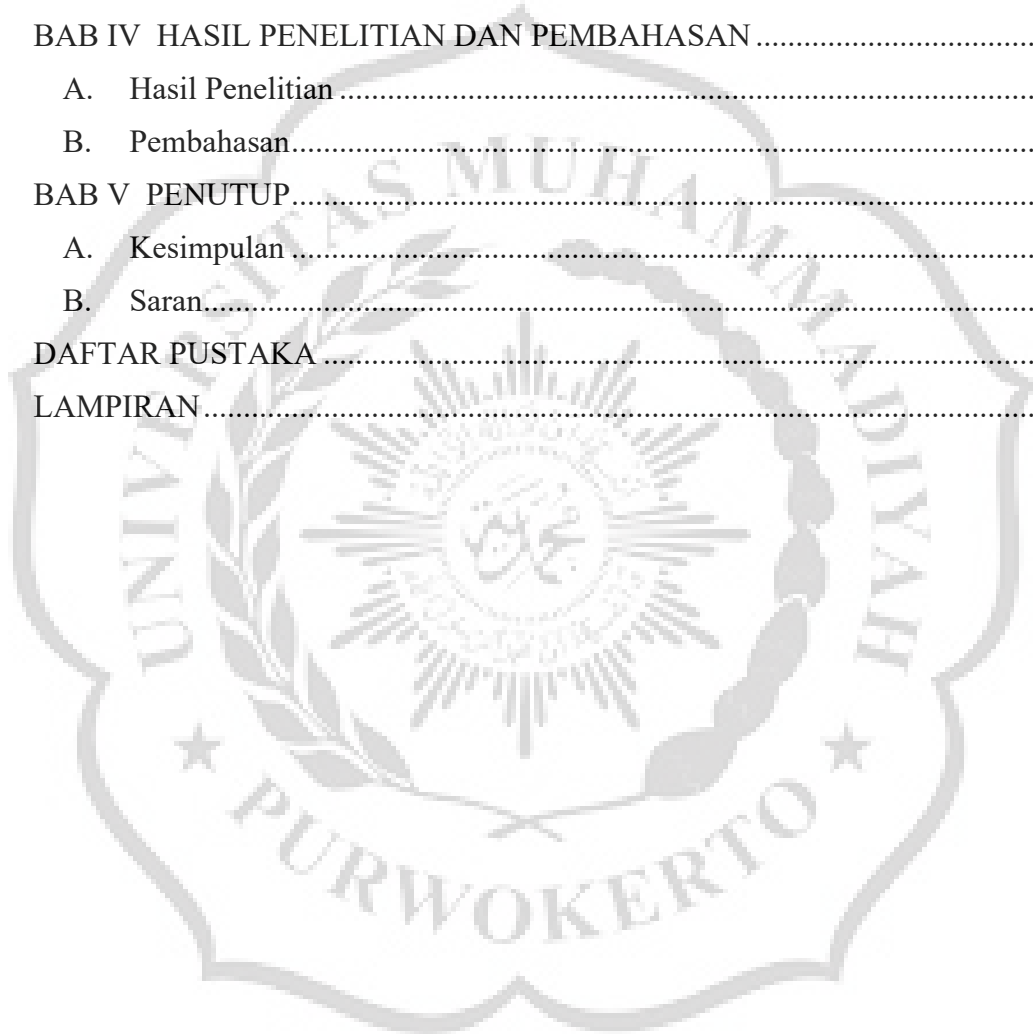 BAB IV  HASIL PENELITIAN DAN PEMBAHASAN....................................
A.    Hasil Penelitian....................................
B.    Pembahasan....................................
BAB V  PENUTUP....................................
A.    Kesimpulan....................................
B.    Saran....................................
DAFTAR PUSTAKA....................................
LAMPIRAN....................................
UNIVERSITAS MUHAMMADIYAH
PURWOKERTO